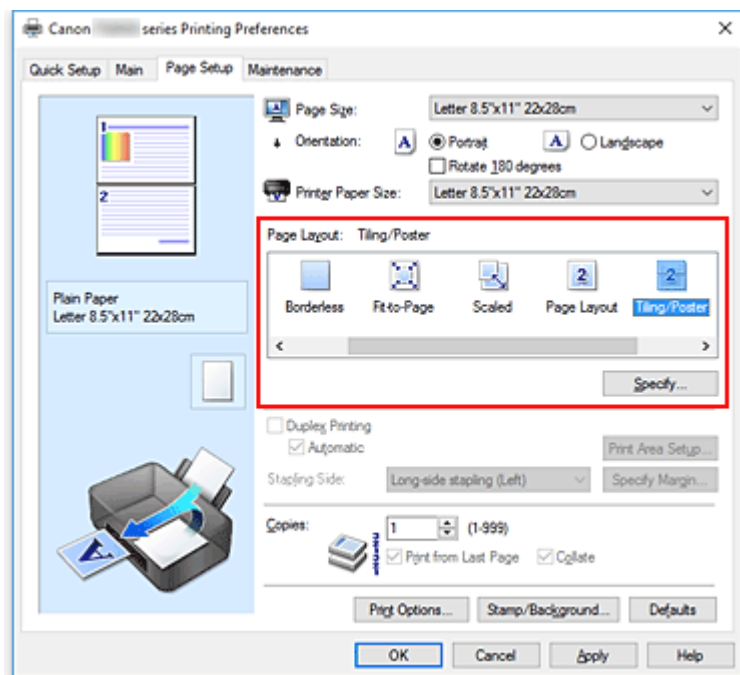 Canon series Printing Preferences
Quick Setup Main Page Setup Maintenance
1
2
Plain Paper
Letter 8.5"x11" 22x28cm
Page Size: Letter 8.5"x11" 22x28cm
Orientation: A Portrait A Landscape
Rotate 180 degrees
Printer Paper Size: Letter 8.5"x11" 22x28cm
Page Layout: Tiling/Poster
2 2
Borderless Fit-to-Page Scaled Page Layout Tiling/Poster
Specify...
Duplex Printing
Automatic Print Area Setup...
Stapling Side: Long-side stapling (Left) Specify Margin...
Copies: 1 (1-999)
Print from Last Page Collate
A
Print Options... Stamp/Background... Defaults
OK Cancel Apply Help